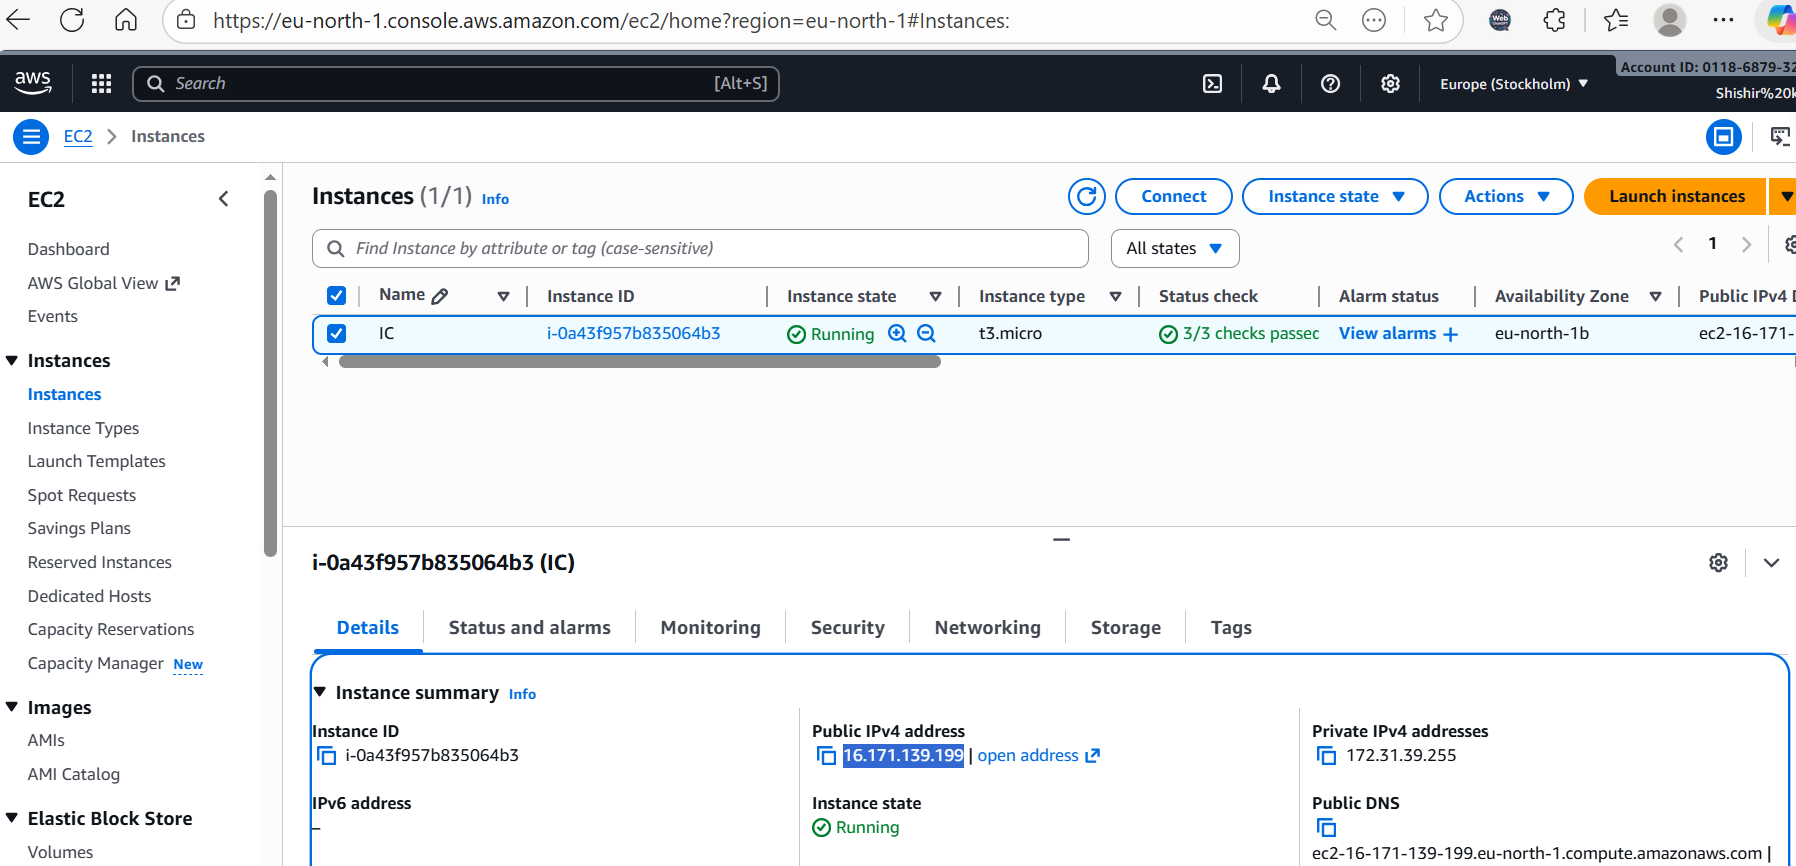 https://eu-north-1.console.aws.amazon.com/ec2/home?region=eu-north-1#Instances:
aws
Search [Alt+S]
Europe (Stockholm)
Account ID: 0118-6879-32
Shishir%20k
EC2 > Instances
EC2
Dashboard
AWS Global View
Events
Instances
Instances
Instance Types
Launch Templates
Spot Requests
Savings Plans
Reserved Instances
Dedicated Hosts
Capacity Reservations
Capacity Manager New
Images
AMIs
AMI Catalog
Elastic Block Store
Volumes
Instances (1/1) Info
Connect
Instance state
Actions
Launch instances
Find Instance by attribute or tag (case-sensitive)
All states
1
Name Instance ID Instance state Instance type Status check Alarm status Availability Zone Public IPv4 D
IC i-0a43f957b835064b3 Running t3.micro 3/3 checks passec View alarms + eu-north-1b ec2-16-171-
i-0a43f957b835064b3 (IC)
Details Status and alarms Monitoring Security Networking Storage Tags
Instance summary Info
Instance ID
i-0a43f957b835064b3
Public IPv4 address
16.171.139.199 | open address
Private IPv4 addresses
172.31.39.255
IPv6 address
–
Instance state
Running
Public DNS
ec2-16-171-139-199.eu-north-1.compute.amazonaws.com |